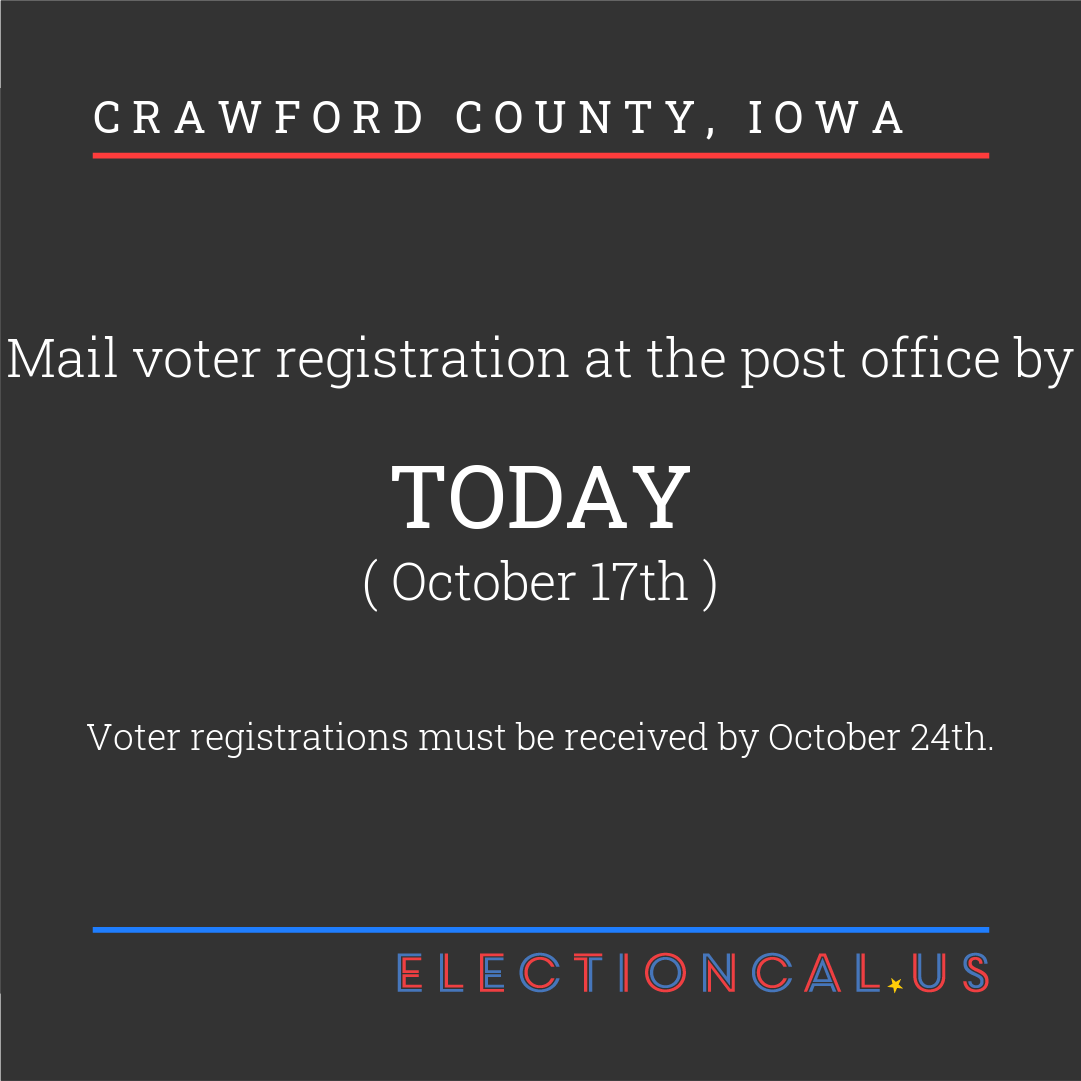 CRAWFORD COUNTY, IOWA
Mail voter registration at the post office by
TODAY
( October 17th )
Voter registrations must be received by October 24th.
ELECTIONCAL.US